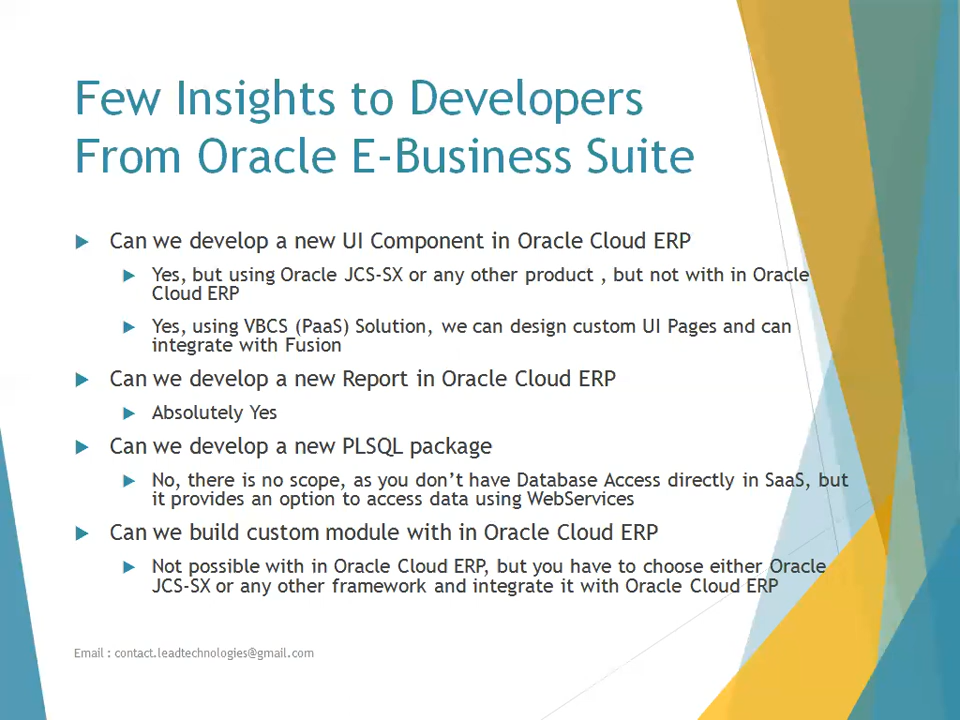 Few Insights to Developers
From Oracle E-Business Suite
Can we develop a new UI Component in Oracle Cloud ERP
Yes, but using Oracle JCS-SX or any other product , but not with in Oracle
Cloud ERP
Yes, using VBCS (PaaS) Solution, we can design custom UI Pages and can
integrate with Fusion
Can we develop a new Report in Oracle Cloud ERP
Absolutely Yes
Can we develop a new PLSQL package
No, there is no scope, as you don’t have Database Access directly in SaaS, but
it provides an option to access data using WebServices
Can we build custom module with in Oracle Cloud ERP
Not possible with in Oracle Cloud ERP, but you have to choose either Oracle
JCS-SX or any other framework and integrate it with Oracle Cloud ERP
Email : contact.leadtechnologies@gmail.com